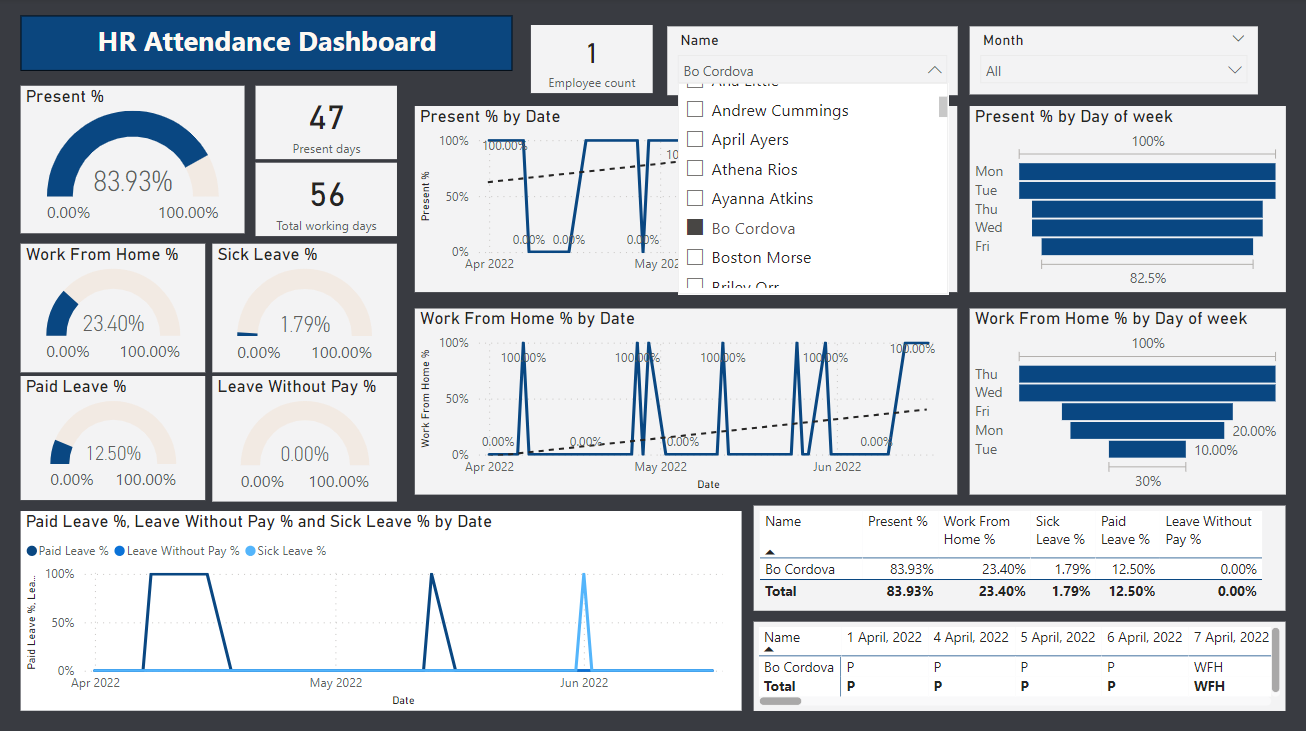 HR Attendance Dashboard
1
Employee count
Name
Bo Cordova
Month
All
Andrew Cummings
April Ayers
Athena Rios
Ayanna Atkins
Bo Cordova
Boston Morse
Briley Orr
Present %
83.93%
0.00% 100.00%
47
Present days
56
Total working days
Work From Home %
23.40%
0.00% 100.00%
Sick Leave %
1.79%
0.00% 100.00%
Paid Leave %
12.50%
0.00% 100.00%
Leave Without Pay %
0.00%
0.00% 100.00%
Present % by Date
Present %
100%
50%
0%
100.00%
10
0.00% 0.00% 0.00%
Apr 2022 May 202
Present % by Day of week
100%
Mon
Tue
Thu
Wed
Fri
82.5%
Work From Home % by Date
Work From Home %
100%
50%
0%
100.00% 100.00% 100.00% 100.00% 100.00%
0.00% 0.00% 0.00% 0.00%
Apr 2022 May 2022 Jun 2022
Date
Work From Home % by Day of week
100%
Thu
Wed
Fri
Mon 20.00%
Tue 10.00%
30%
Paid Leave %, Leave Without Pay % and Sick Leave % by Date
Paid Leave % Leave Without Pay % Sick Leave %
Paid Leave %, Lea...
100%
50%
0%
Apr 2022 May 2022 Jun 2022
Date
Name Present % Work From Home % Sick Leave % Paid Leave % Leave Without Pay %
Bo Cordova 83.93% 23.40% 1.79% 12.50% 0.00%
Total 83.93% 23.40% 1.79% 12.50% 0.00%
Name 1 April, 2022 4 April, 2022 5 April, 2022 6 April, 2022 7 April, 2022
Bo Cordova P P P P WFH
Total P P P P WFH